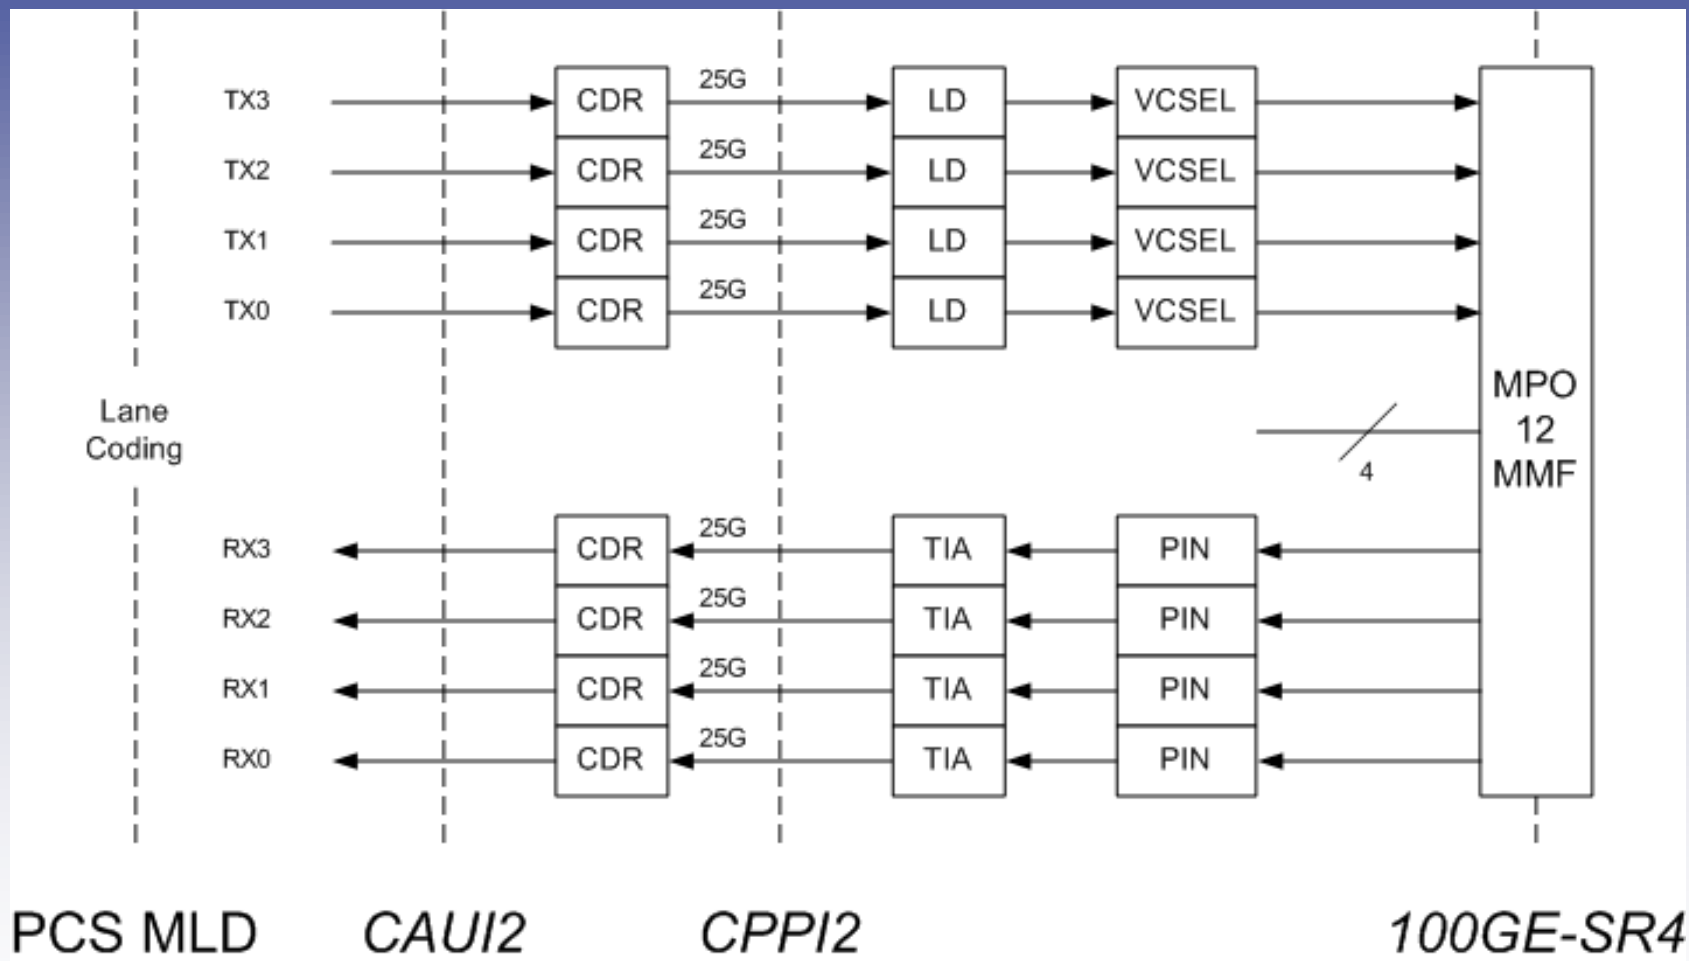 TX3 CDR 25G LD VCSEL
TX2 CDR 25G LD VCSEL
TX1 CDR 25G LD VCSEL
TX0 CDR 25G LD VCSEL
Lane
Coding
MPO
12
MMF
4
RX3 CDR 25G TIA PIN
RX2 CDR 25G TIA PIN
RX1 CDR 25G TIA PIN
RX0 CDR 25G TIA PIN
PCS MLD CAUI2 CPPI2 100GE-SR4